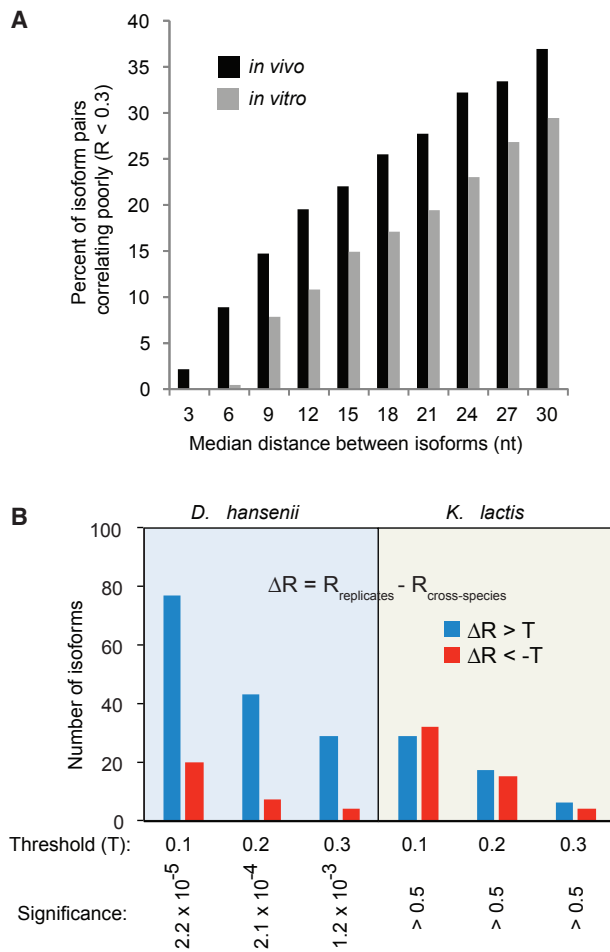 A
Percent of isoform pairs
correlating poorly (R < 0.3)
40
35
30
25
20
15
10
5
0
in vivo
in vitro
3 6 9 12 15 18 21 24 27 30
Median distance between isoforms (nt)
B
D. hansenii K. lactis
Number of isoforms
100
80
60
40
20
0
ΔR = Rreplicates - Rcross-species
ΔR > T
ΔR < -T
Threshold (T): 0.1 0.2 0.3 0.1 0.2 0.3
Significance: 2.2 x 10-5 2.1 x 10-4 1.2 x 10-3 > 0.5 > 0.5 > 0.5